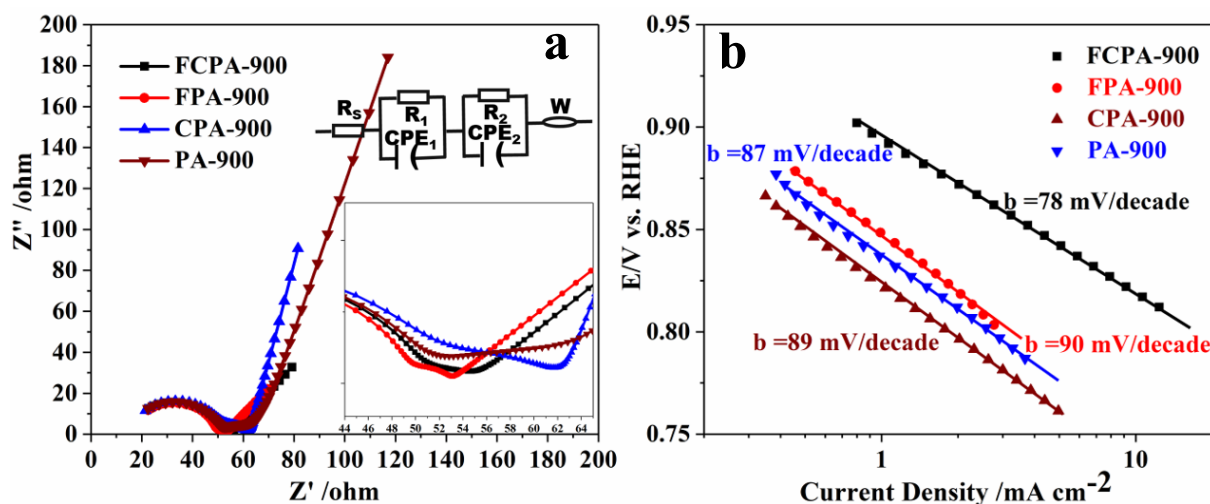 a
FCPA-900
FPA-900
CPA-900
PA-900
R_S
R_1
CPE_1
R_2
CPE_2
W
Z'' /ohm
200
180
160
140
120
100
80
60
40
20
0
44 46 48 50 52 54 56 58 60 62 64
0 20 40 60 80 100 120 140 160 180 200
Z' /ohm
b
FCPA-900
FPA-900
CPA-900
PA-900
b =87 mV/decade
b =78 mV/decade
b =89 mV/decade
b =90 mV/decade
E/V vs. RHE
0.95
0.90
0.85
0.80
0.75
1 10
Current Density /mA cm⁻²